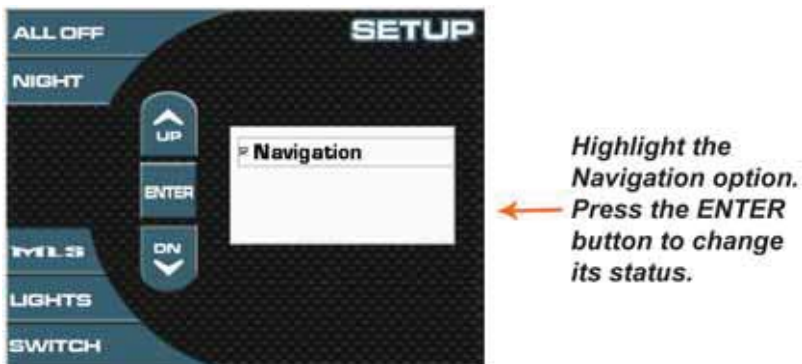 ALL OFF
SETUP
NIGHT
UP
Navigation
ENTER
DN
MLS
LIGHTS
SWITCH
Highlight the
Navigation option.
Press the ENTER
button to change
its status.